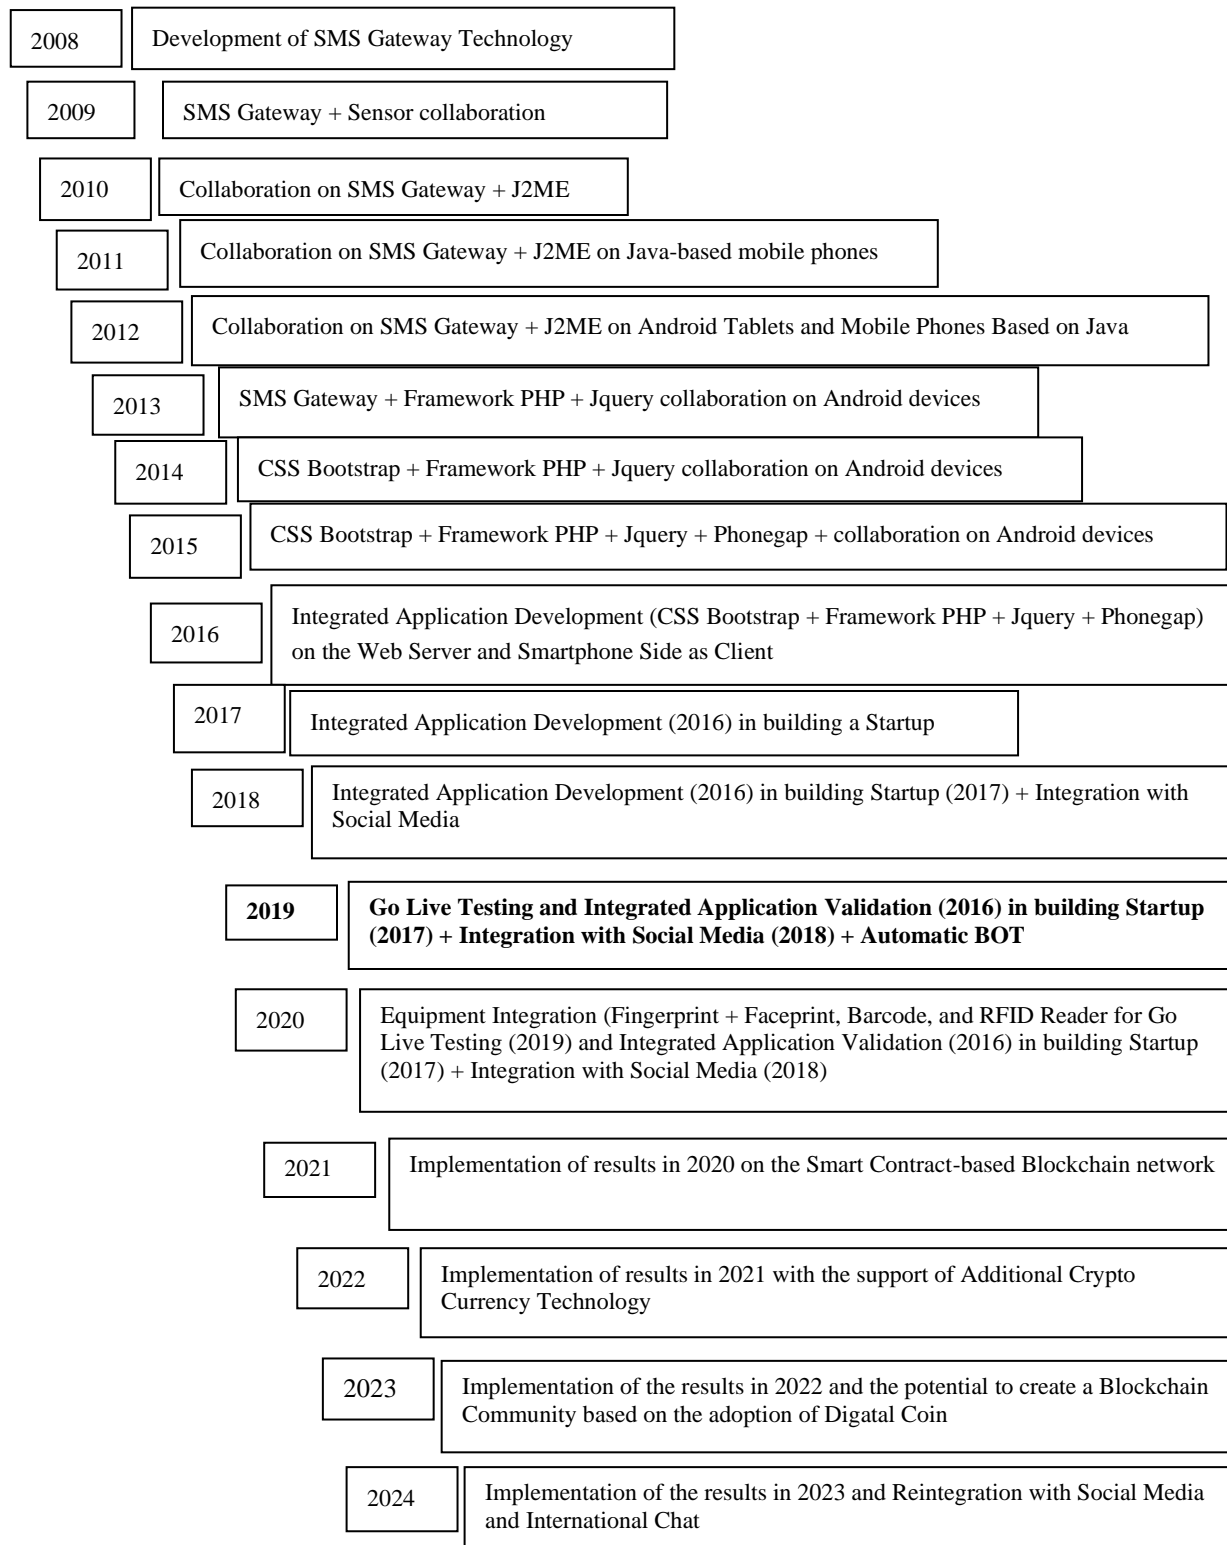 2008
Development of SMS Gateway Technology
2009
SMS Gateway + Sensor collaboration
2010
Collaboration on SMS Gateway + J2ME
2011
Collaboration on SMS Gateway + J2ME on Java-based mobile phones
2012
Collaboration on SMS Gateway + J2ME on Android Tablets and Mobile Phones Based on Java
2013
SMS Gateway + Framework PHP + Jquery collaboration on Android devices
2014
CSS Bootstrap + Framework PHP + Jquery collaboration on Android devices
2015
CSS Bootstrap + Framework PHP + Jquery + Phonegap + collaboration on Android devices
2016
Integrated Application Development (CSS Bootstrap + Framework PHP + Jquery + Phonegap)
on the Web Server and Smartphone Side as Client
2017
Integrated Application Development (2016) in building a Startup
2018
Integrated Application Development (2016) in building Startup (2017) + Integration with
Social Media
2019
Go Live Testing and Integrated Application Validation (2016) in building Startup
(2017) + Integration with Social Media (2018) + Automatic BOT
2020
Equipment Integration (Fingerprint + Faceprint, Barcode, and RFID Reader for Go
Live Testing (2019) and Integrated Application Validation (2016) in building Startup
(2017) + Integration with Social Media (2018)
2021
Implementation of results in 2020 on the Smart Contract-based Blockchain network
2022
Implementation of results in 2021 with the support of Additional Crypto
Currency Technology
2023
Implementation of the results in 2022 and the potential to create a Blockchain
Community based on the adoption of Digatal Coin
2024
Implementation of the results in 2023 and Reintegration with Social Media
and International Chat